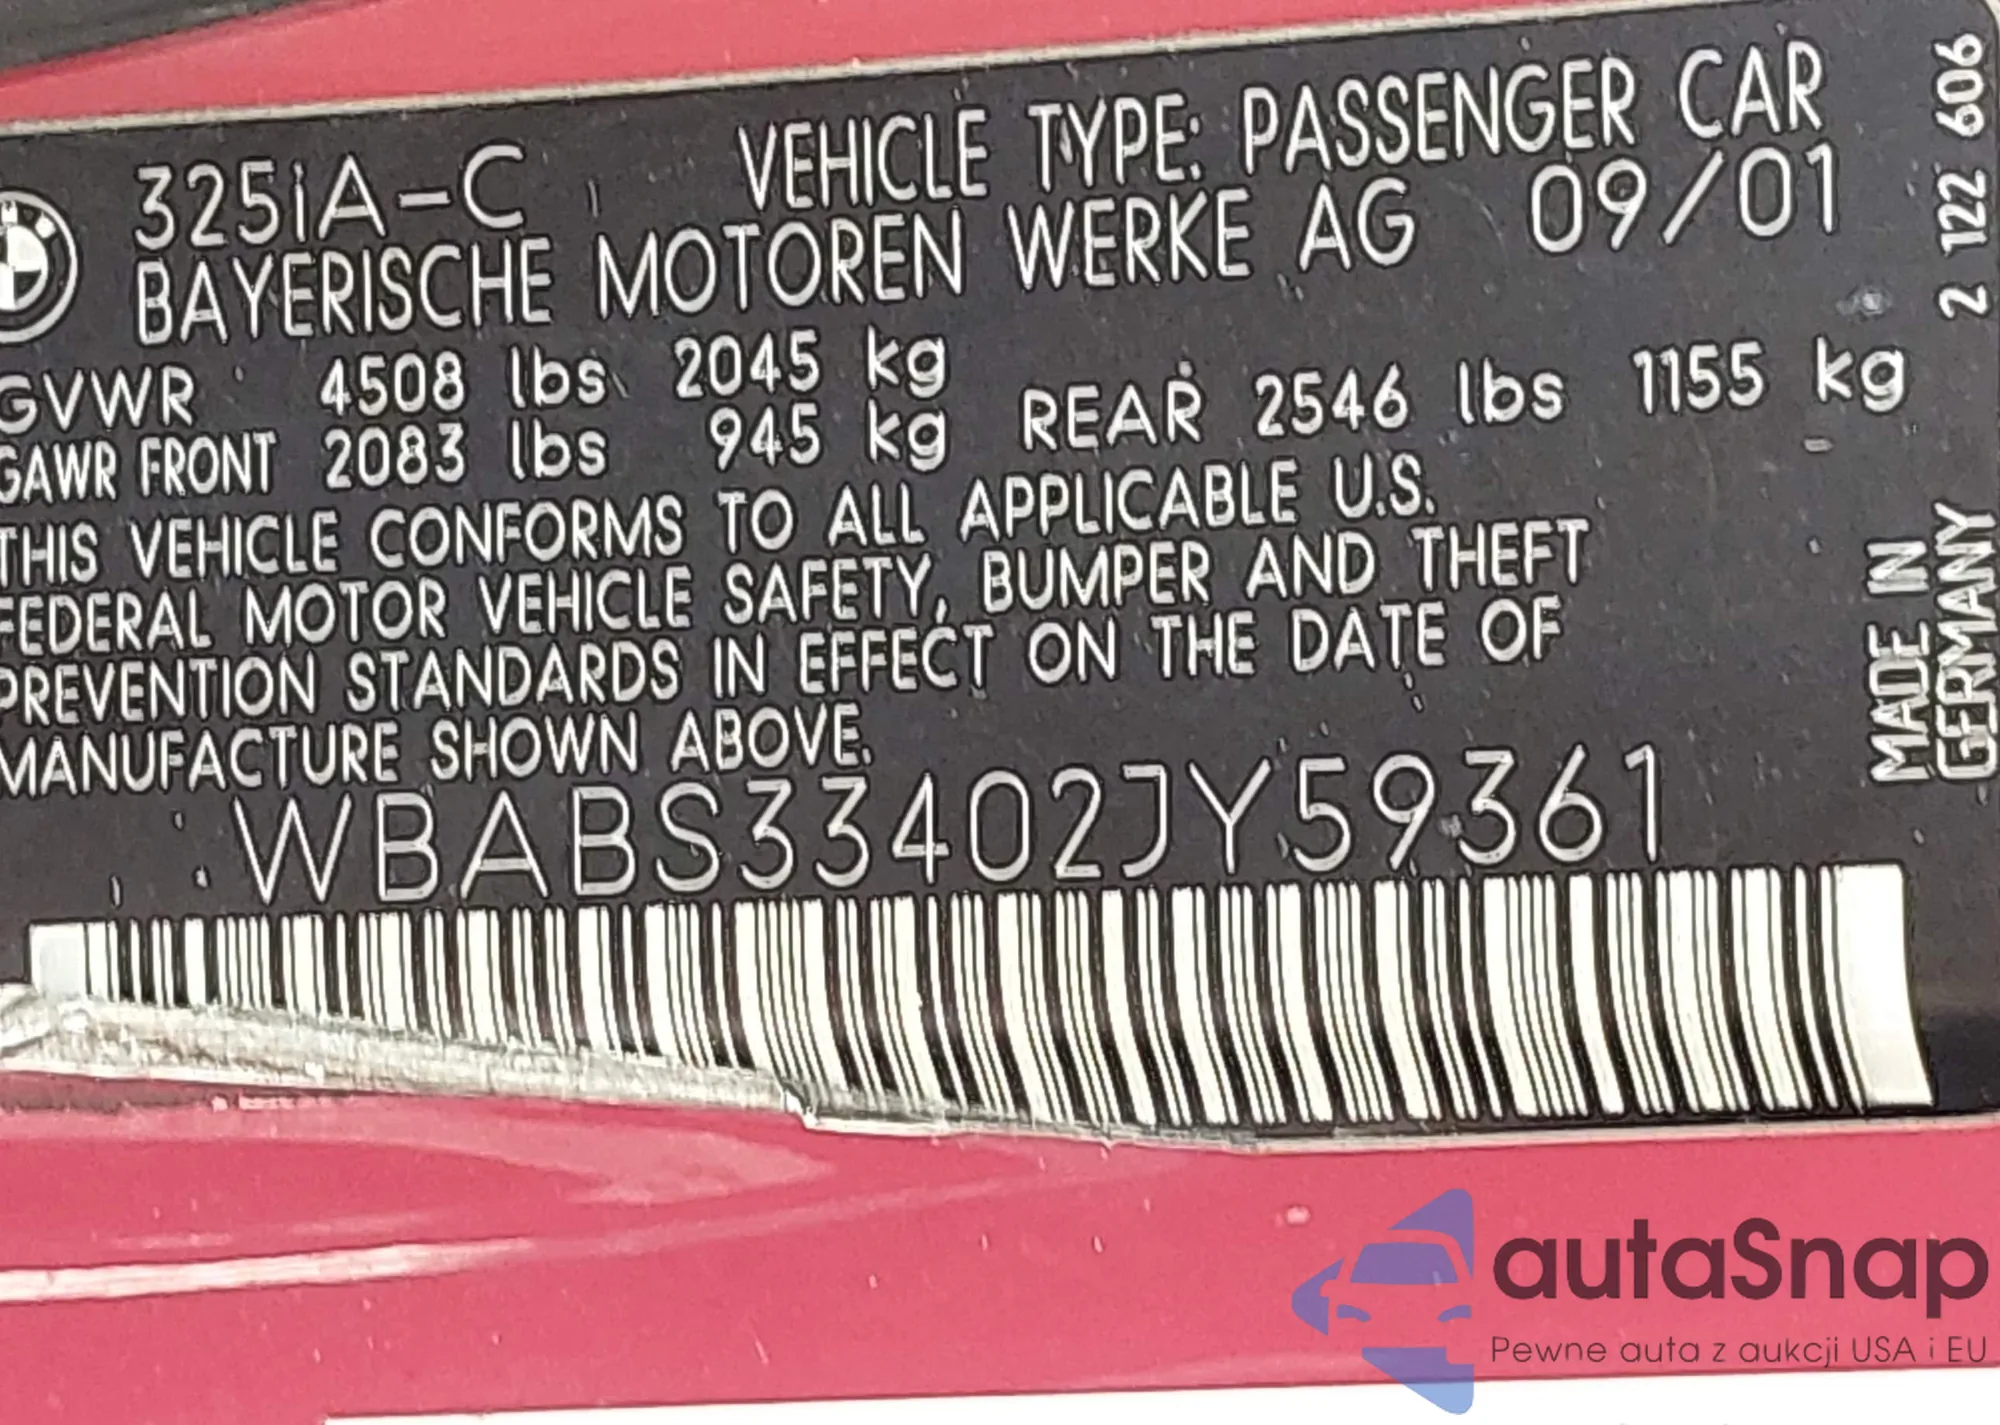 325iA-C VEHICLE TYPE: PASSENGER CAR
BAYERISCHE MOTOREN WERKE AG 09/01
GVWR 4508 lbs 2045 kg
GAWR FRONT 2083 lbs 945 kg REAR 2546 lbs 1155 kg
THIS VEHICLE CONFORMS TO ALL APPLICABLE U.S.
FEDERAL MOTOR VEHICLE SAFETY, BUMPER AND THEFT
PREVENTION STANDARDS IN EFFECT ON THE DATE OF
MANUFACTURE SHOWN ABOVE.
WBABS33402JY59361
2 122 606
MADE IN
GERMANY
autaSnap
Pewne auta z aukcji USA i EU